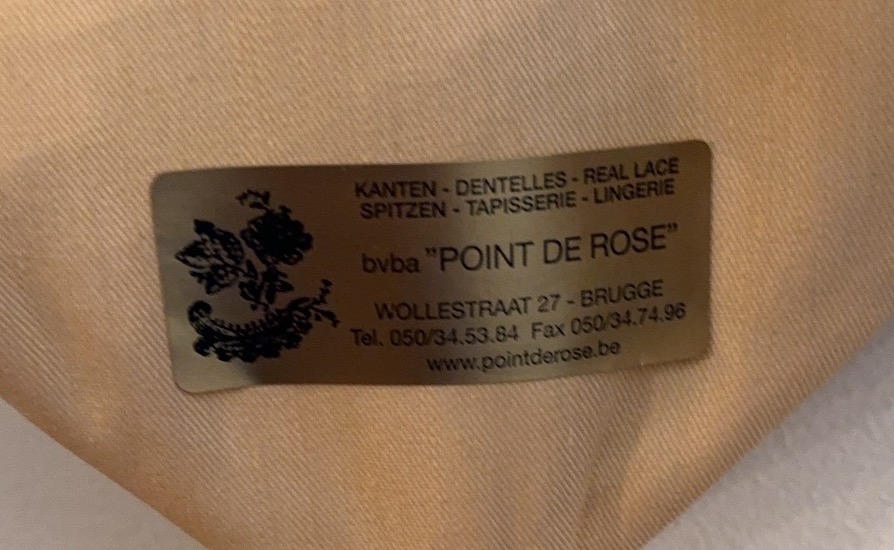 KANTEN - DENTELLES - REAL LACE
SPITZEN - TAPISSERIE - LINGERIE
bvba "POINT DE ROSE"
WOLLESTRAAT 27 - BRUGGE
Tel. 050/34.53.84 Fax 050/34.74.96
www.pointderose.be